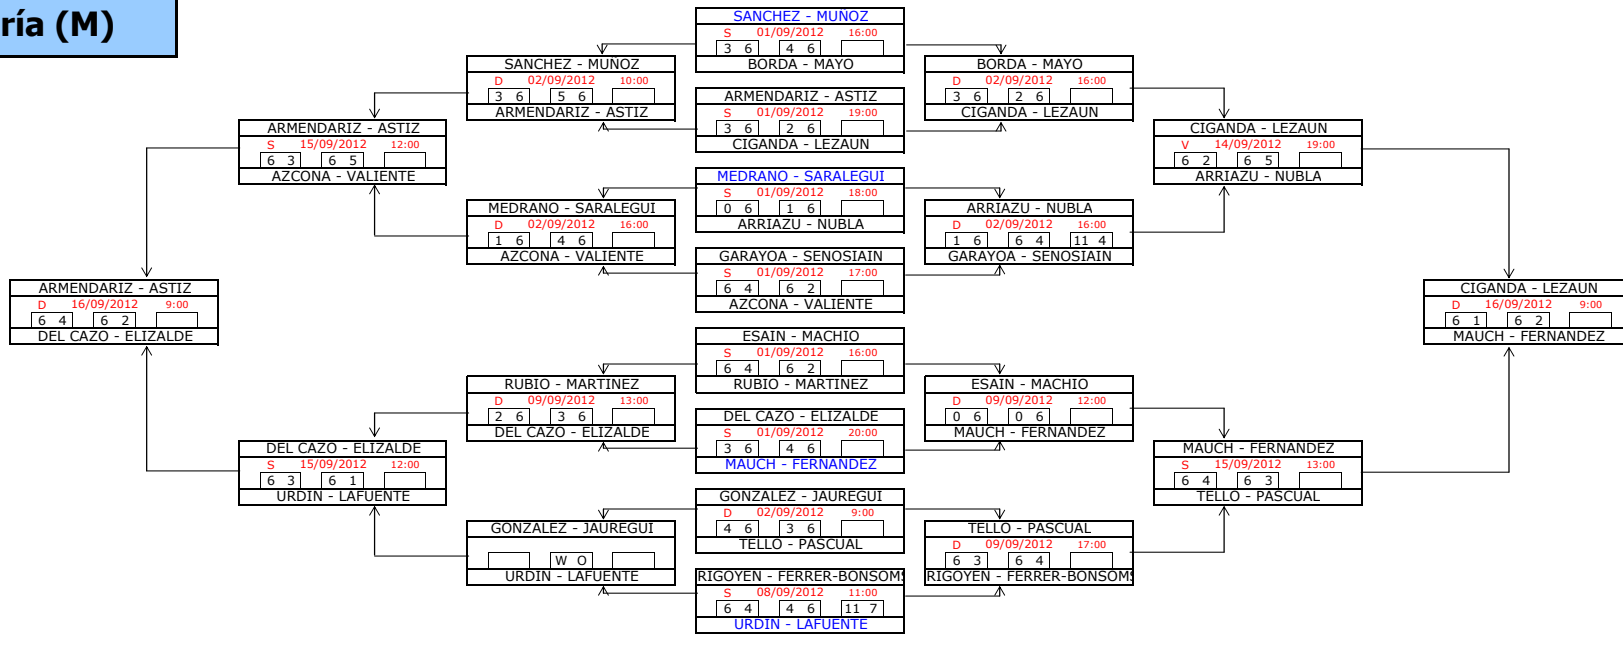 ría (M)
SANCHEZ - MUÑOZ
S 01/09/2012 16:00
3 6 4 6
BORDA - MAYO
ARMENDARIZ - ASTIZ
S 01/09/2012 19:00
3 6 2 6
CIGANDA - LEZAUN
MEDRANO - SARALEGUI
S 01/09/2012 18:00
0 6 1 6
ARRIAZU - NUBLA
GARAYOA - SENOSIAIN
S 01/09/2012 17:00
6 4 6 2
AZCONA - VALIENTE
ESAIN - MACHIO
S 01/09/2012 16:00
6 4 6 2
RUBIO - MARTINEZ
DEL CAZO - ELIZALDE
S 01/09/2012 20:00
3 6 4 6
MAUCH - FERNANDEZ
GONZALEZ - JAUREGUI
D 02/09/2012 9:00
4 6 3 6
TELLO - PASCUAL
RIGOYEN - FERRER-BONSOMS
S 08/09/2012 11:00
6 4 4 6 11 7
URDIN - LAFUENTE
SANCHEZ - MUÑOZ
D 02/09/2012 10:00
3 6 5 6
ARMENDARIZ - ASTIZ
MEDRANO - SARALEGUI
D 02/09/2012 16:00
1 6 4 6
AZCONA - VALIENTE
RUBIO - MARTINEZ
D 09/09/2012 13:00
2 6 3 6
DEL CAZO - ELIZALDE
GONZALEZ - JAUREGUI
W O
URDIN - LAFUENTE
ARMENDARIZ - ASTIZ
S 15/09/2012 12:00
6 3 6 5
AZCONA - VALIENTE
DEL CAZO - ELIZALDE
S 15/09/2012 12:00
6 3 6 1
URDIN - LAFUENTE
ARMENDARIZ - ASTIZ
D 16/09/2012 9:00
6 4 6 2
DEL CAZO - ELIZALDE
BORDA - MAYO
D 02/09/2012 16:00
3 6 2 6
CIGANDA - LEZAUN
ARRIAZU - NUBLA
D 02/09/2012 16:00
1 6 6 4 11 4
GARAYOA - SENOSIAIN
ESAIN - MACHIO
D 09/09/2012 12:00
0 6 0 6
MAUCH - FERNANDEZ
TELLO - PASCUAL
D 09/09/2012 17:00
6 3 6 4
RIGOYEN - FERRER-BONSOMS
CIGANDA - LEZAUN
V 14/09/2012 19:00
6 2 6 5
ARRIAZU - NUBLA
MAUCH - FERNANDEZ
S 15/09/2012 13:00
6 4 6 3
TELLO - PASCUAL
CIGANDA - LEZAUN
D 16/09/2012 9:00
6 1 6 2
MAUCH - FERNANDEZ